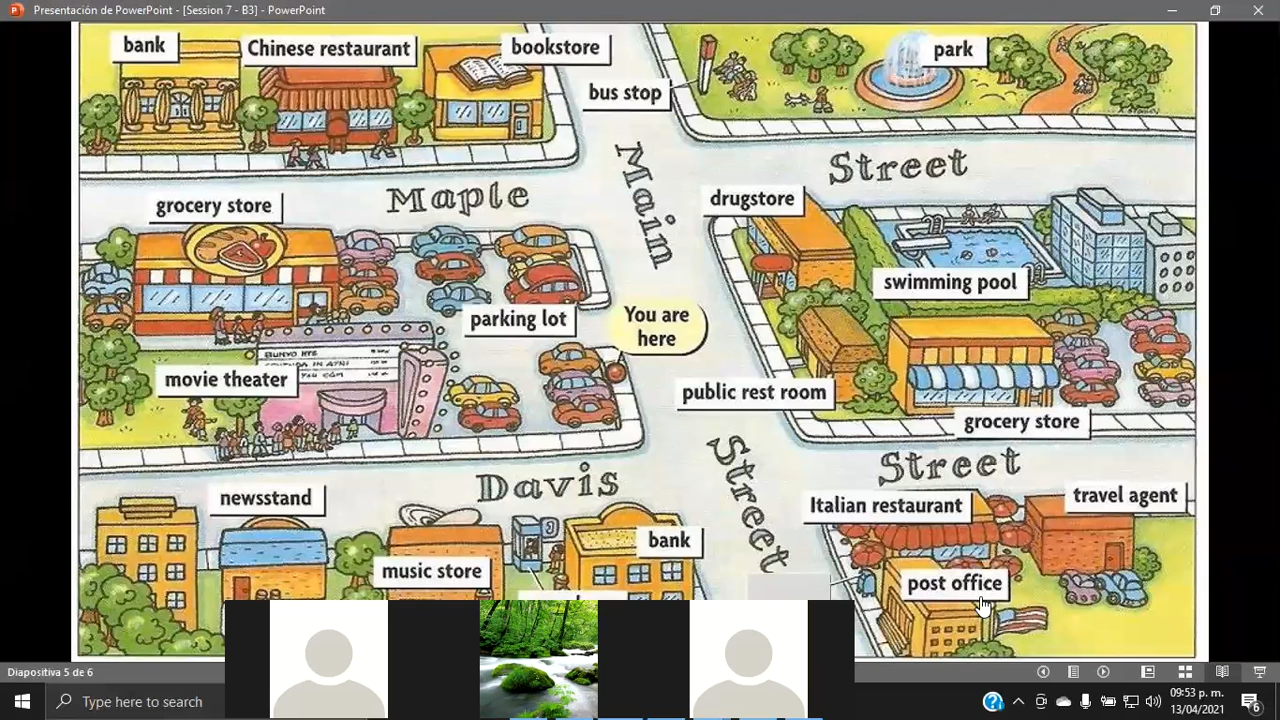 Presentación de PowerPoint - [Session 7 - B3] - PowerPoint
bank
Chinese restaurant
bookstore
bus stop
park
Maple
Main
Street
grocery store
drugstore
swimming pool
parking lot
You are
here
movie theater
public rest room
grocery store
Davis
Street
Street
newsstand
music store
bank
Italian restaurant
travel agent
post office
Diapositiva 5 de 6
Type here to search
09:53 p. m.
13/04/2021
6